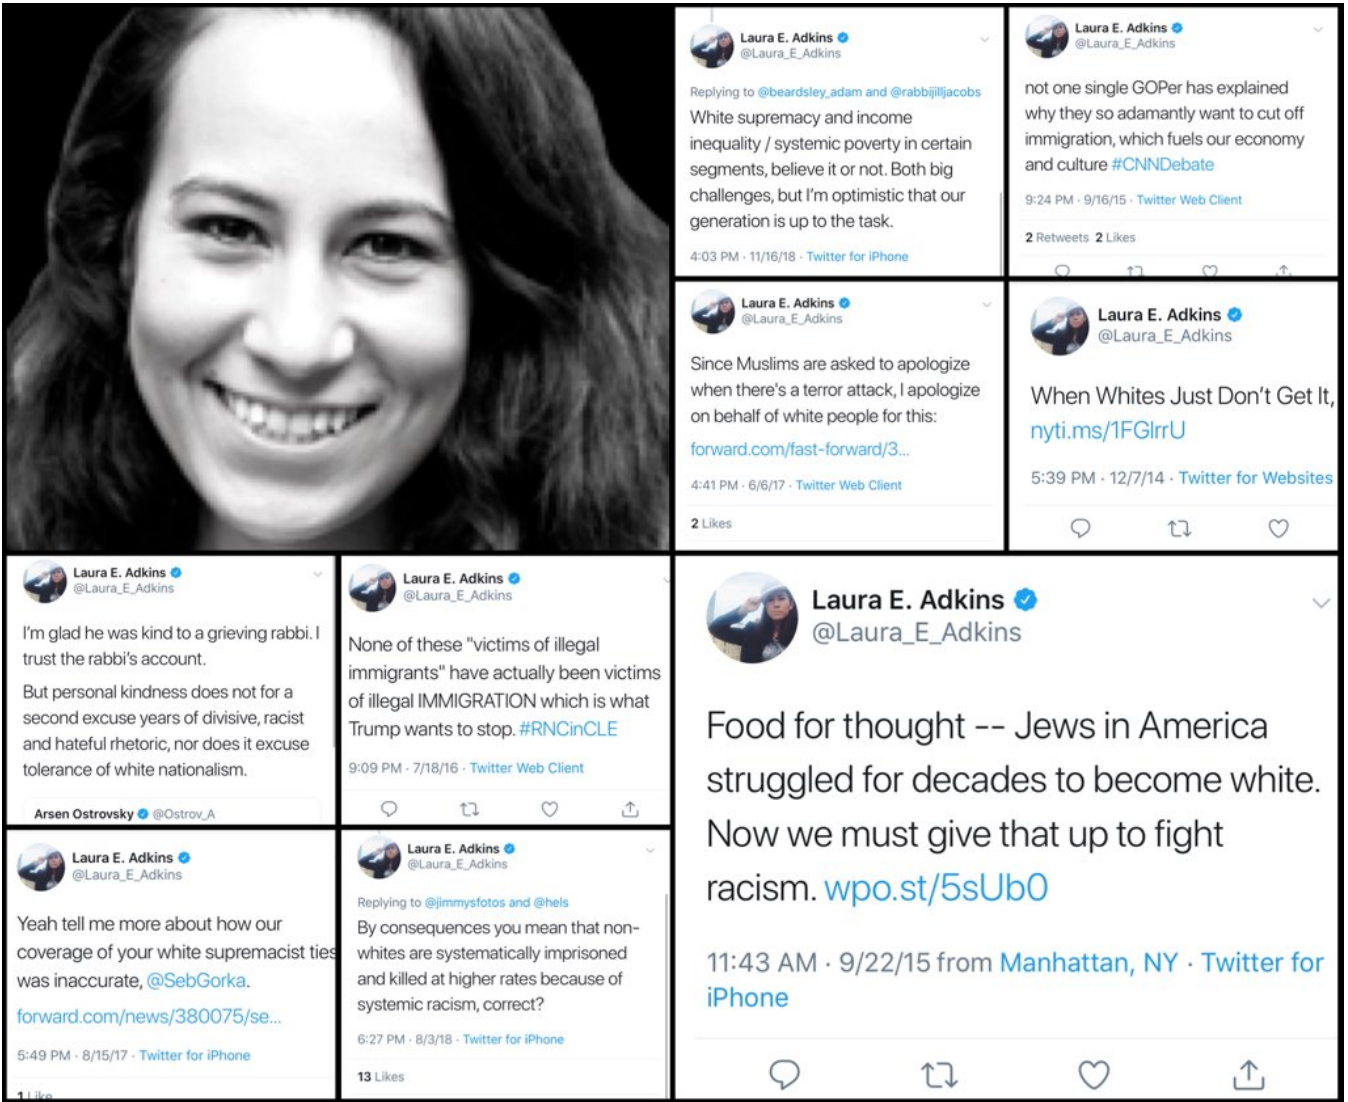 Laura E. Adkins
@Laura_E_Adkins
Replying to @beardsley_adam and @rabbijilljacobs
White supremacy and income
inequality / systemic poverty in certain
segments, believe it or not. Both big
challenges, but I'm optimistic that our
generation is up to the task.
4:03 PM · 11/16/18 · Twitter for iPhone
Laura E. Adkins
@Laura_E_Adkins
not one single GOPer has explained
why they so adamantly want to cut off
immigration, which fuels our economy
and culture #CNNDebate
9:24 PM · 9/16/15 · Twitter Web Client
2 Retweets 2 Likes
Laura E. Adkins
@Laura_E_Adkins
Since Muslims are asked to apologize
when there's a terror attack, I apologize
on behalf of white people for this:
forward.com/fast-forward/3...
4:41 PM · 6/6/17 · Twitter Web Client
2 Likes
Laura E. Adkins
@Laura_E_Adkins
When Whites Just Don't Get It,
nyti.ms/1FGlrrU
5:39 PM · 12/7/14 · Twitter for Websites
Laura E. Adkins
@Laura_E_Adkins
I'm glad he was kind to a grieving rabbi. I
trust the rabbi's account.
But personal kindness does not for a
second excuse years of divisive, racist
and hateful rhetoric, nor does it excuse
tolerance of white nationalism.
Arsen Ostrovsky @Ostrov_A
Laura E. Adkins
@Laura_E_Adkins
None of these "victims of illegal
immigrants" have actually been victims
of illegal IMMIGRATION which is what
Trump wants to stop. #RNCinCLE
9:09 PM · 7/18/16 · Twitter Web Client
Laura E. Adkins
@Laura_E_Adkins
Food for thought -- Jews in America
struggled for decades to become white.
Now we must give that up to fight
racism. wpo.st/5sUb0
11:43 AM · 9/22/15 from Manhattan, NY · Twitter for
iPhone
Laura E. Adkins
@Laura_E_Adkins
Yeah tell me more about how our
coverage of your white supremacist ties
was inaccurate, @SebGorka.
forward.com/news/380075/se...
5:49 PM · 8/15/17 · Twitter for iPhone
1 Like
Laura E. Adkins
@Laura_E_Adkins
Replying to @jimmysfotos and @hels
By consequences you mean that non-
whites are systematically imprisoned
and killed at higher rates because of
systemic racism, correct?
6:27 PM · 8/3/18 · Twitter for iPhone
13 Likes